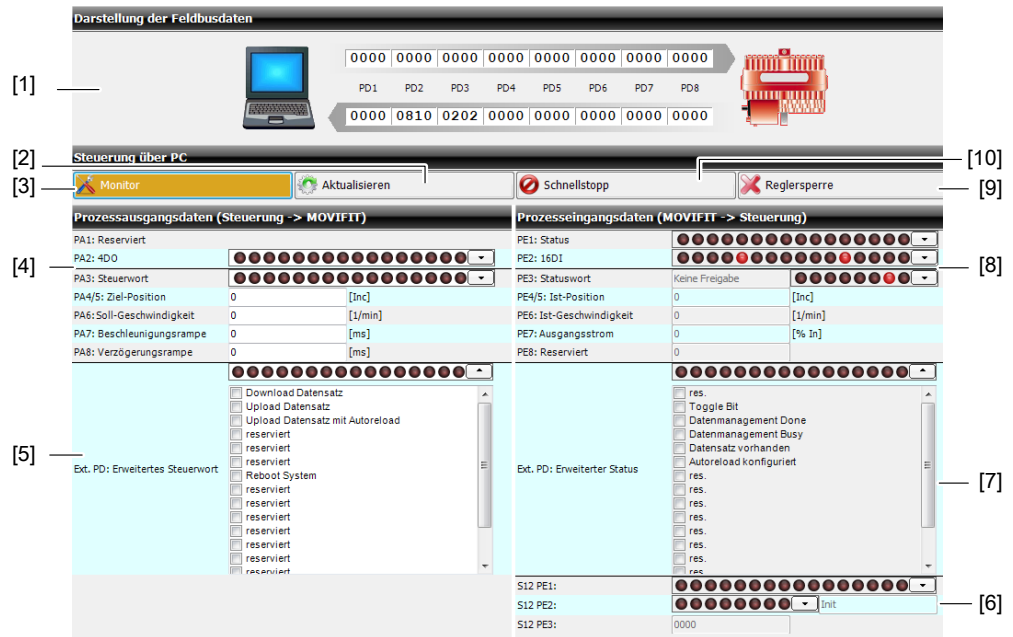 Darstellung der Feldbusdaten
[1]
0000 0000 0000 0000 0000 0000 0000 0000
PD1 PD2 PD3 PD4 PD5 PD6 PD7 PD8
0000 0810 0202 0000 0000 0000 0000 0000
[2]
[10]
Steuerung über PC
[3]
Monitor
Aktualisieren
Schnellstopp
Reglersperre
[9]
Prozessausgangsdaten (Steuerung -> MOVIFIT)
PA1: Reserviert
PA2: 4DO
[4]
PA3: Steuerwort
PA4/5: Ziel-Position 0 [Inc]
PA6:Soll-Geschwindigkeit 0 [1/min]
PA7: Beschleunigungsrampe 0 [ms]
PA8: Verzögerungsrampe 0 [ms]
Download Datensatz
Upload Datensatz
Upload Datensatz mit Autoreload
reserviert
reserviert
[5]
Ext. PD: Erweitertes Steuerwort
reserviert
Reboot System
reserviert
reserviert
reserviert
reserviert
reserviert
reserviert
reserviert
Prozesseingangsdaten (MOVIFIT -> Steuerung)
PE1: Status
PE2: 16DI
[8]
PE3: Statuswort Keine Freigabe
PE4/5: Ist-Position 0 [Inc]
PE6: Ist-Geschwindigkeit 0 [1/min]
PE7: Ausgangsstrom 0 [% In]
PE8: Reserviert 0
res.
Toggle Bit
Datenmanagement Done
Datenmanagement Busy
Datensatz vorhanden
Ext. PD: Erweiterter Status
Autoreload konfiguriert
res.
[7]
res.
res.
res.
res.
res.
res.
res.
S12 PE1:
S12 PE2: Init
[6]
S12 PE3: 0000